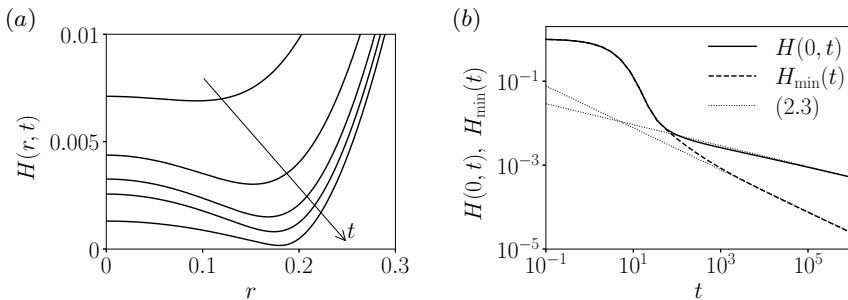 (a)
0.01
0.005
0
H(r, t)
t
0
0.1
0.2
0.3
r
(b)
H(0, t)
H_min(t)
(2.3)
10^{-1}
10^{-3}
10^{-5}
H(0, t), H_min(t)
10^{-1}
10^{1}
10^{3}
10^{5}
t